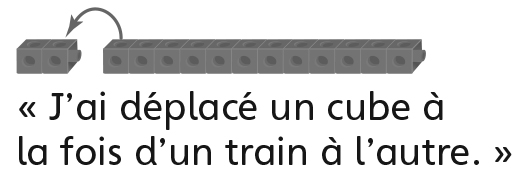 « J’ai déplacé un cube à
la fois d’un train à l’autre. »